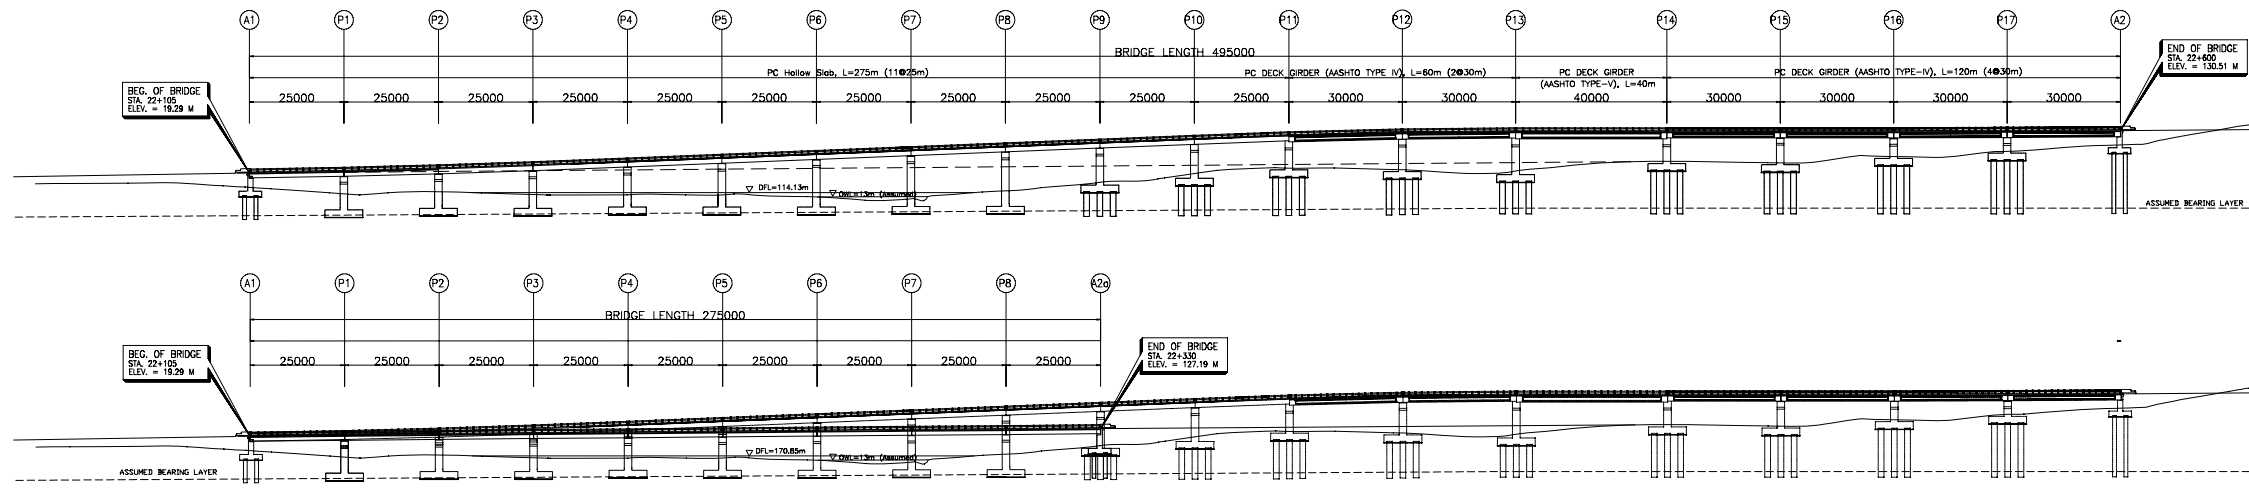 A1 P1 P2 P3 P4 P5 P6 P7 P8 P9 P10 P11 P12 P13 P14 P15 P16 P17 A2
BRIDGE LENGTH 495000
END OF BRIDGE
STA. 22+600
ELEV. = 130.51 M
PC Hollow Slab, L=275m (11@25m)
PC DECK GIRDER (AASHTO TYPE IV), L=60m (2@30m)
PC DECK GIRDER
(AASHTO TYPE-V), L=40m
PC DECK GIRDER (AASHTO TYPE-IV), L=120m (4@30m)
BEG. OF BRIDGE
STA. 22+105
ELEV. = 19.29 M
25000 25000 25000 25000 25000 25000 25000 25000 25000 25000 25000 30000 30000 40000 30000 30000 30000 30000
DFL=114.13m
OWL=13m (Assumed)
ASSUMED BEARING LAYER
A1 P1 P2 P3 P4 P5 P6 P7 P8 A2a
BRIDGE LENGTH 275000
BEG. OF BRIDGE
STA. 22+105
ELEV. = 19.29 M
25000 25000 25000 25000 25000 25000 25000 25000 25000
END OF BRIDGE
STA. 22+330
ELEV. = 127.19 M
DFL=170.85m
OWL=13m (Assumed)
ASSUMED BEARING LAYER